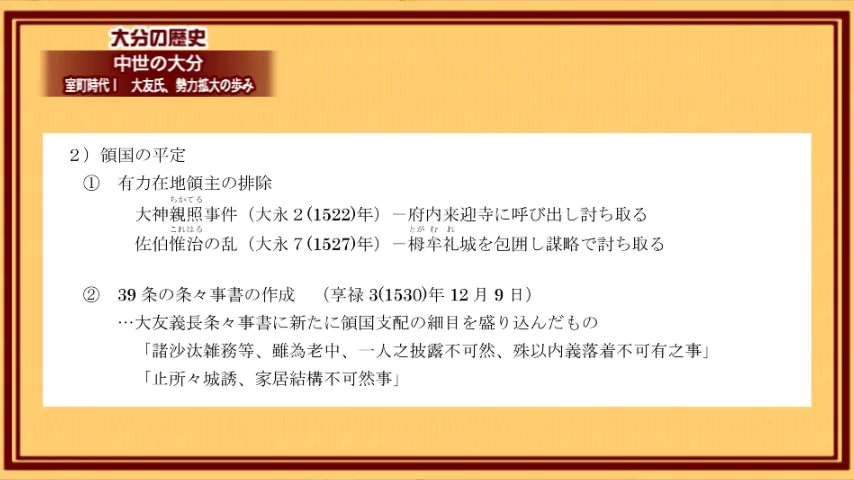 大分の歴史
中世の大分
室町時代Ⅰ 大友氏、勢力拡大の歩み
2）領国の平定
① 有力在地領主の排除
ちかてる
大神親照事件（大永２(1522)年）－府内来迎寺に呼び出し討ち取る
これはる とがむれ
佐伯惟治の乱（大永７(1527)年）－栂牟礼城を包囲し謀略で討ち取る
② 39条の条々事書の作成 （享禄3(1530)年12月9日）
…大友義長条々事書に新たに領国支配の細目を盛り込んだもの
「諸沙汰雑務等、雖為老中、一人之披露不可然、殊以内義落着不可有之事」
「止所々城誘、家居結構不可然事」